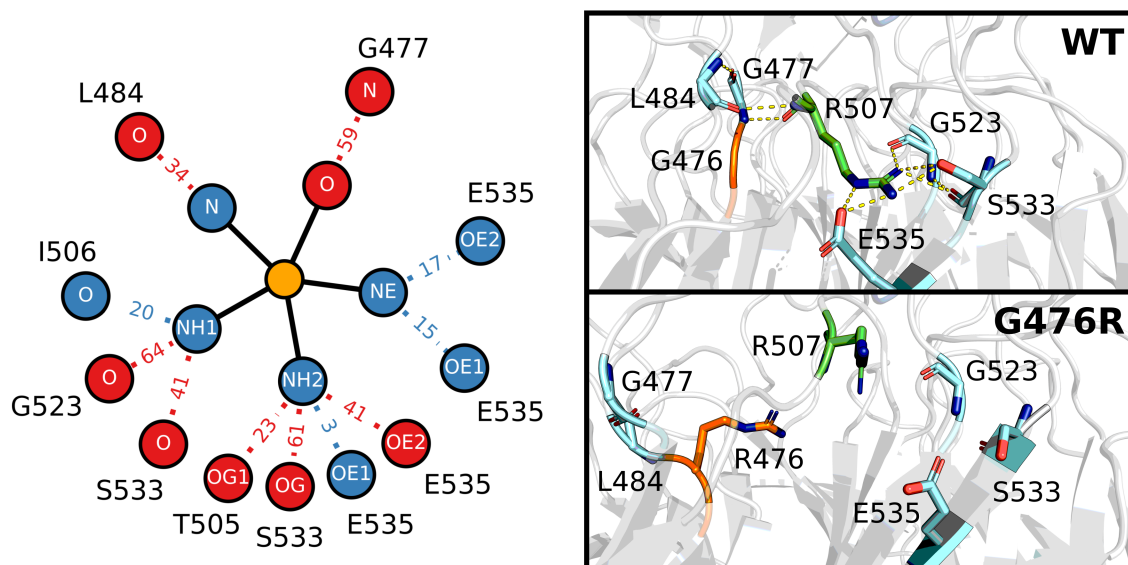 G477
N
L484
O
59
34
O
N
E535
OE2
I506
17
O
NE
20
NH1
15
64
OE1
O
41
NH2
G523
E535
23
61
3
41
O
OE2
S533
OG1
OG
OE1
E535
T505
S533
E535
WT
G477
L484
R507
G523
G476
S533
E535
G476R
R507
G477
G523
R476
L484
S533
E535